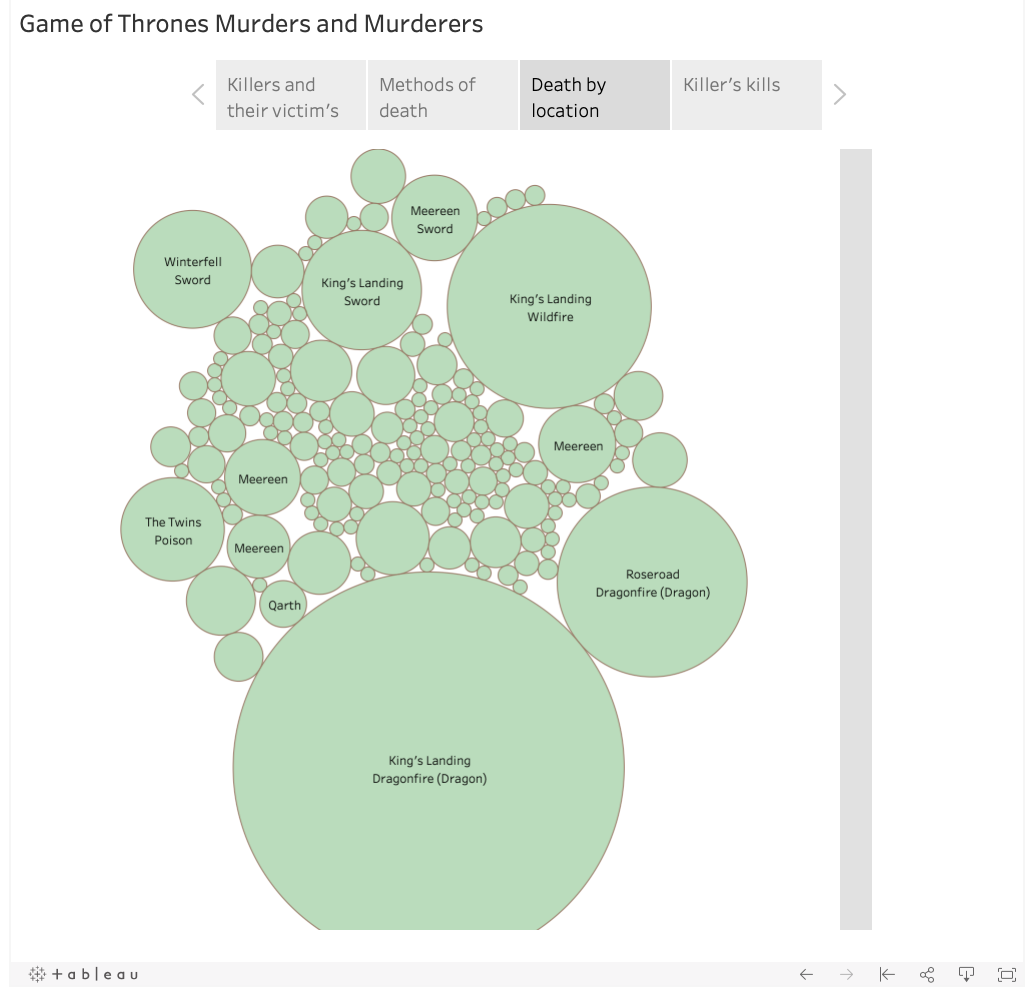 Game of Thrones Murders and Murderers
Killers and
their victim's
Methods of
death
Death by
location
Killer's kills
Meereen
Sword
Winterfell
Sword
King's Landing
Sword
King's Landing
Wildfire
Meereen
Meereen
The Twins
Poison
Meereen
Roseroad
Dragonfire (Dragon)
Qarth
King's Landing
Dragonfire (Dragon)
+ a b | e a u